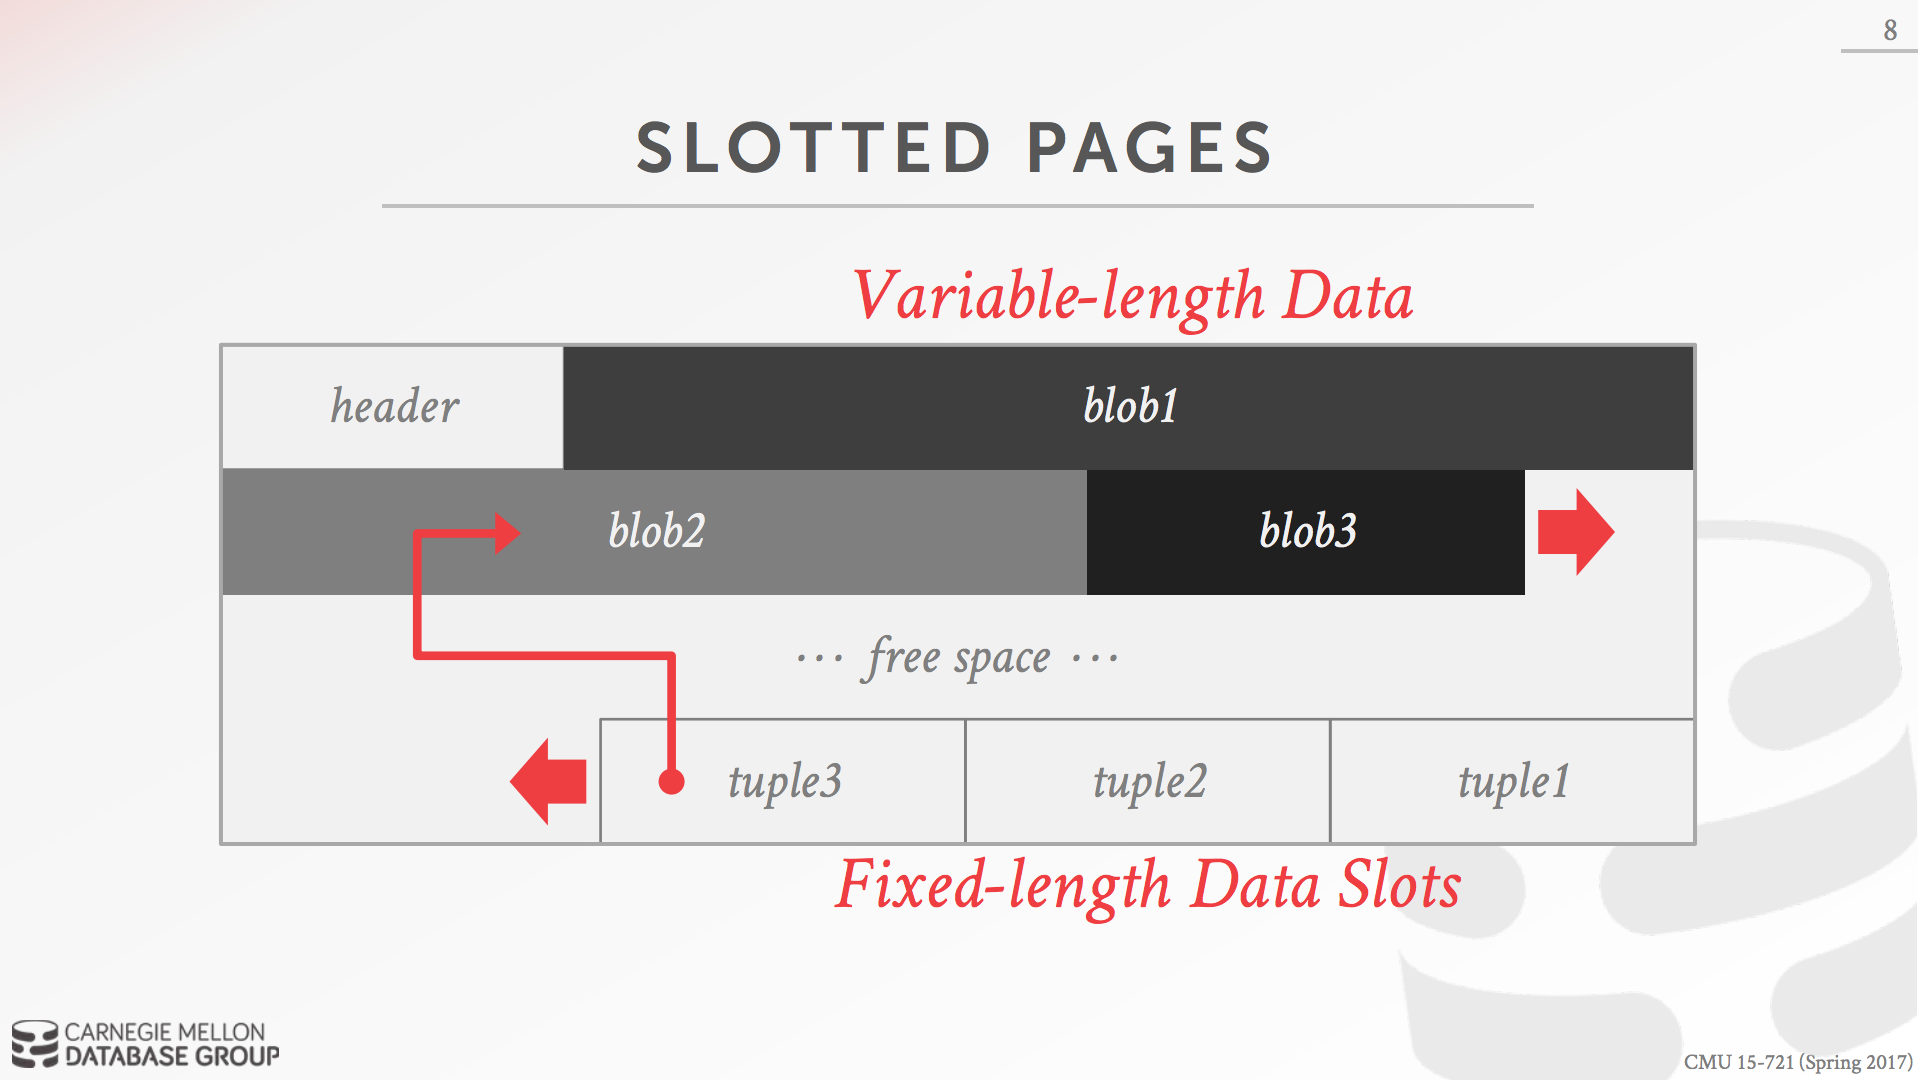 8
SLOTTED PAGES
Variable-length Data
header
blob1
blob2
blob3
··· free space ···
tuple3
tuple2
tuple1
Fixed-length Data Slots
CARNEGIE MELLON
DATABASE GROUP
CMU 15-721 (Spring 2017)